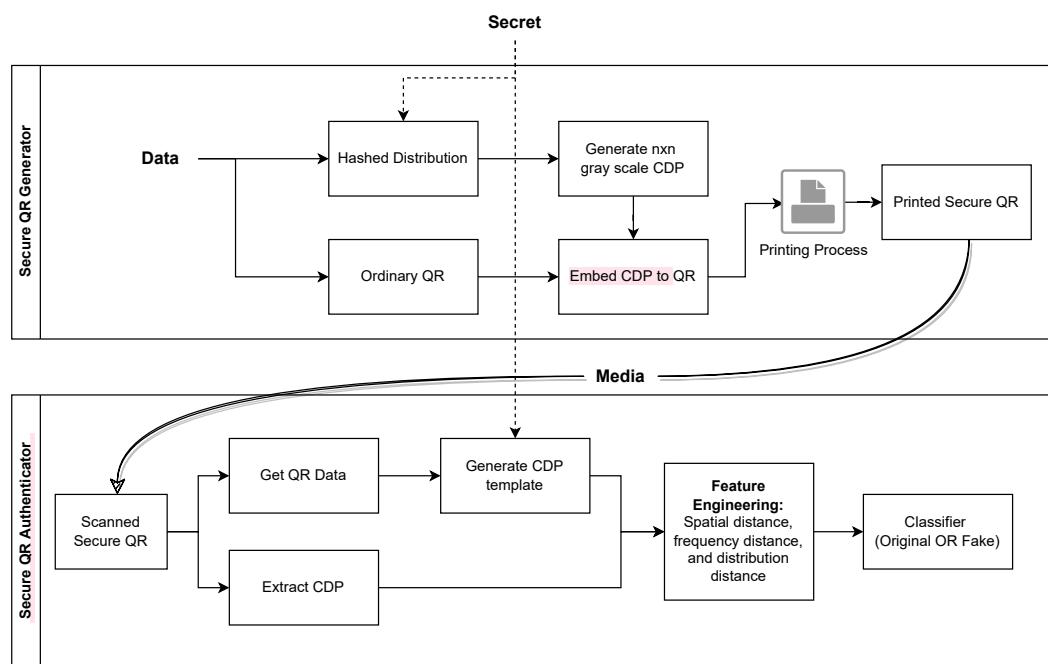 Secret
Secure QR Generator
Data
Hashed Distribution
Generate nxn
gray scale CDP
Printed Secure QR
Printing Process
Ordinary QR
Embed CDP to QR
Media
Secure QR Authenticator
Scanned
Secure QR
Get QR Data
Generate CDP
template
Extract CDP
Feature
Engineering:
Spatial distance,
frequency distance,
and distribution
distance
Classifier
(Original OR Fake)